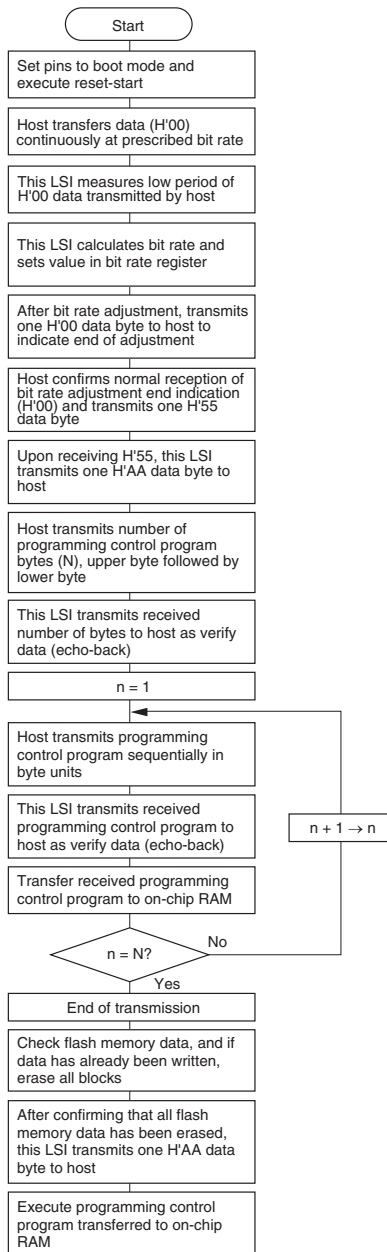 Start
Set pins to boot mode and
execute reset-start
Host transfers data (H'00)
continuously at prescribed bit rate
This LSI measures low period of
H'00 data transmitted by host
This LSI calculates bit rate and
sets value in bit rate register
After bit rate adjustment, transmits
one H'00 data byte to host to
indicate end of adjustment
Host confirms normal reception of
bit rate adjustment end indication
(H'00) and transmits one H'55
data byte
Upon receiving H'55, this LSI
transmits one H'AA data byte to
host
Host transmits number of
programming control program
bytes (N), upper byte followed by
lower byte
This LSI transmits received
number of bytes to host as verify
data (echo-back)
n = 1
Host transmits programming
control program sequentially in
byte units
This LSI transmits received
programming control program to
host as verify data (echo-back)
n + 1 → n
Transfer received programming
control program to on-chip RAM
n = N?
No
Yes
End of transmission
Check flash memory data, and if
data has already been written,
erase all blocks
After confirming that all flash
memory data has been erased,
this LSI transmits one H'AA data
byte to host
Execute programming control
program transferred to on-chip
RAM